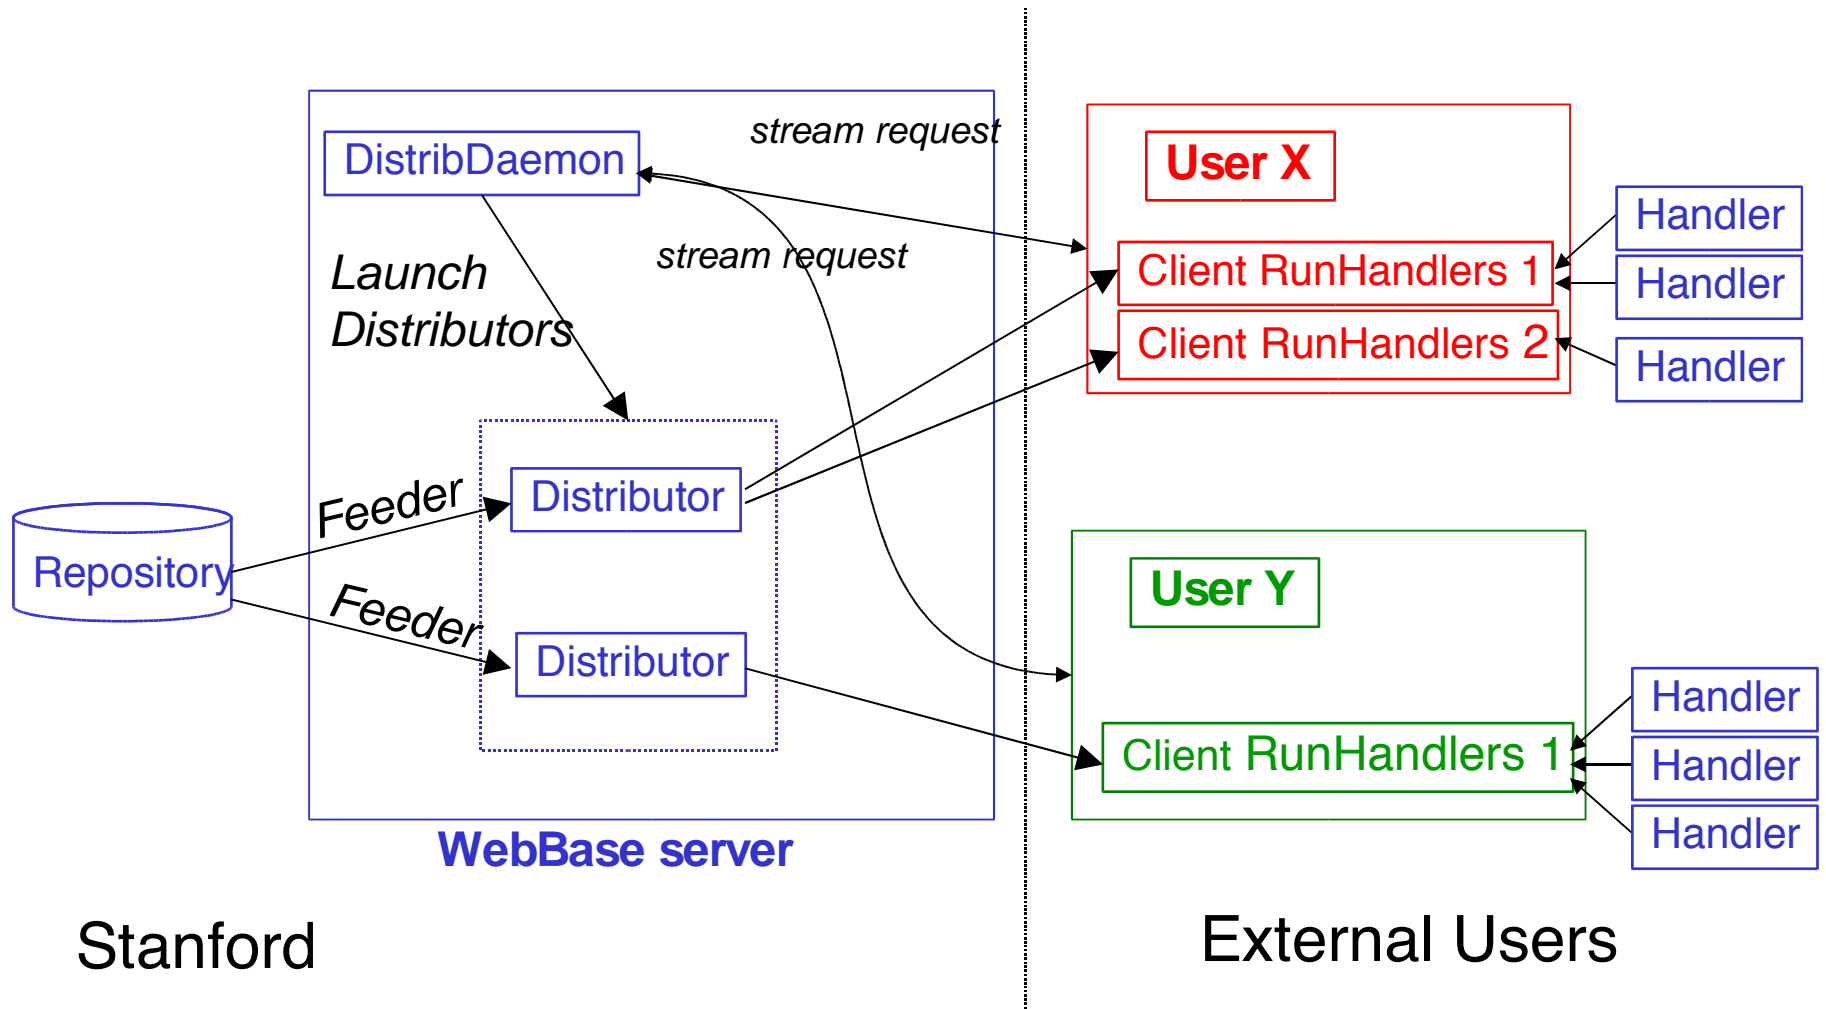 stream request
DistribDaemon
stream request
Launch
Distributors
Feeder
Distributor
Repository
Feeder
Distributor
WebBase server
Stanford
User X
Client RunHandlers 1
Client RunHandlers 2
Handler
Handler
Handler
User Y
Client RunHandlers 1
Handler
Handler
Handler
External Users